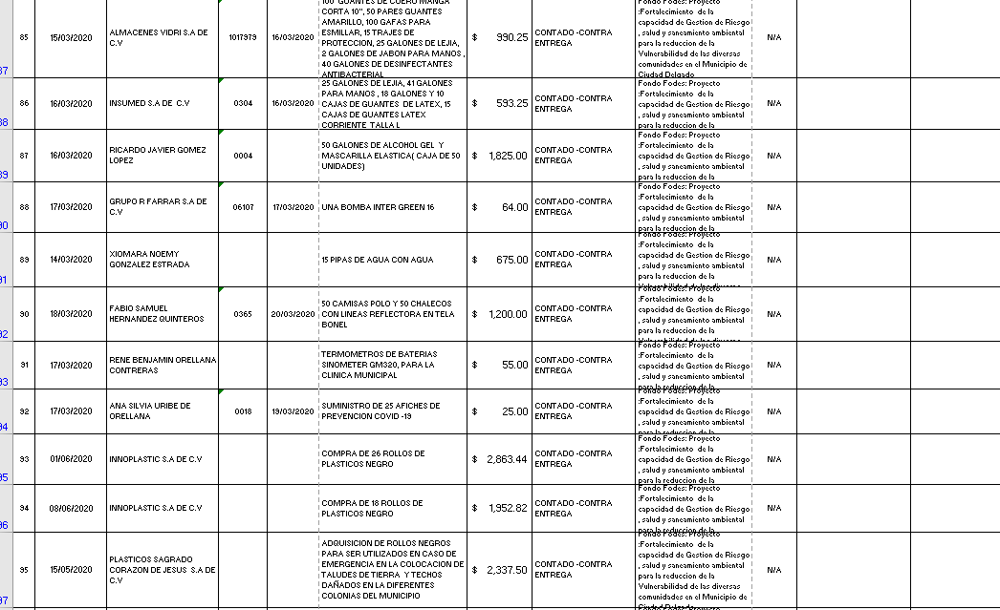 100 GUANTES DE CUERO MANGA
CORTA 10", 50 PARES GUANTES
AMARILLO, 100 GAFAS PARA
ESMILLAR, 15 TRAJES DE
PROTECCION, 25 GALONES DE LEJIA,
2 GALONES DE JABON PARA MANOS ,
40 GALONES DE DESINFECTANTES
ANTIBACTERIAL
85 15/03/2020 ALMACENES VIDRI S.A DE
C.V
1017979 16/03/2020 $ 990.25 CONTADO -CONTRA
ENTREGA
Fondo Fodes: Proyecto
:Fortalecimiento de la
capacidad de Gestion de Riesgo
, salud y saneamiento ambiental
para la reduccion de la
Vulnerabilidad de las diversas
comunidades en el Municipio de
Ciudad Delgado
N/A
86 16/03/2020 INSUMED S.A DE C.V 0304 16/03/2020
25 GALONES DE LEJIA, 41 GALONES
PARA MANOS , 18 GALONES Y 10
CAJAS DE GUANTES DE LATEX, 15
CAJAS DE GUANTES LATEX
CORRIENTE TALLA L
$ 593.25 CONTADO -CONTRA
ENTREGA
Fondo Fodes: Proyecto
:Fortalecimiento de la
capacidad de Gestion de Riesgo
, salud y saneamiento ambiental
para la reduccion de la
N/A
87 16/03/2020 RICARDO JAVIER GOMEZ
LOPEZ
0004
50 GALONES DE ALCOHOL GEL Y
MASCARILLA ELASTICA( CAJA DE 50
UNIDADES)
$ 1,825.00 CONTADO -CONTRA
ENTREGA
Fondo Fodes: Proyecto
:Fortalecimiento de la
capacidad de Gestion de Riesgo
, salud y saneamiento ambiental
para la reduccion de la
N/A
88 17/03/2020 GRUPO R FARRAR S.A DE
C.V
06107 17/03/2020 UNA BOMBA INTER GREEN 16 $ 64.00 CONTADO -CONTRA
ENTREGA
Fondo Fodes: Proyecto
:Fortalecimiento de la
capacidad de Gestion de Riesgo
, salud y saneamiento ambiental
para la reduccion de la
N/A
89 14/03/2020 XIOMARA NOEMY
GONZALEZ ESTRADA
15 PIPAS DE AGUA CON AGUA $ 675.00 CONTADO -CONTRA
ENTREGA
Fondo Fodes: Proyecto
:Fortalecimiento de la
capacidad de Gestion de Riesgo
, salud y saneamiento ambiental
para la reduccion de la
Vulnerabilidad de las diversas
N/A
90 18/03/2020 FABIO SAMUEL
HERNANDEZ QUINTEROS
0365 20/03/2020
50 CAMISAS POLO Y 50 CHALECOS
CON LINEAS REFLECTORA EN TELA
BONEL
$ 1,200.00 CONTADO -CONTRA
ENTREGA
Fondo Fodes: Proyecto
:Fortalecimiento de la
capacidad de Gestion de Riesgo
, salud y saneamiento ambiental
para la reduccion de la
Vulnerabilidad de las diversas
N/A
91 17/03/2020 RENE BENJAMIN ORELLANA
CONTRERAS
TERMOMETROS DE BATERIAS
SINOMETER GM320, PARA LA
CLINICA MUNICIPAL
$ 55.00 CONTADO -CONTRA
ENTREGA
Fondo Fodes: Proyecto
:Fortalecimiento de la
capacidad de Gestion de Riesgo
, salud y saneamiento ambiental
para la reduccion de la
N/A
92 17/03/2020 ANA SILVIA URIBE DE
ORELLANA
0018 19/03/2020
SUMINISTRO DE 25 AFICHES DE
PREVENCION COVID -19
$ 25.00 CONTADO -CONTRA
ENTREGA
Fondo Fodes: Proyecto
:Fortalecimiento de la
capacidad de Gestion de Riesgo
, salud y saneamiento ambiental
para la reduccion de la
N/A
93 01/06/2020 INNOPLASTIC S.A DE C.V
COMPRA DE 26 ROLLOS DE
PLASTICOS NEGRO
$ 2,863.44 CONTADO -CONTRA
ENTREGA
Fondo Fodes: Proyecto
:Fortalecimiento de la
capacidad de Gestion de Riesgo
, salud y saneamiento ambiental
para la reduccion de la
N/A
94 08/06/2020 INNOPLASTIC S.A DE C.V
COMPRA DE 18 ROLLOS DE
PLASTICOS NEGRO
$ 1,952.82 CONTADO -CONTRA
ENTREGA
Fondo Fodes: Proyecto
:Fortalecimiento de la
capacidad de Gestion de Riesgo
, salud y saneamiento ambiental
para la reduccion de la
N/A
95 15/05/2020 PLASTICOS SAGRADO
CORAZON DE JESUS S.A DE
C.V
ADQUISICION DE ROLLOS NEGROS
PARA SER UTILIZADOS EN CASO DE
EMERGENCIA EN LA COLOCACION DE
TALUDES DE TIERRA Y TECHOS
DAÑADOS EN LA DIFERENTES
COLONIAS DEL MUNICIPIO
$ 2,337.50 CONTADO -CONTRA
ENTREGA
Fondo Fodes: Proyecto
:Fortalecimiento de la
capacidad de Gestion de Riesgo
, salud y saneamiento ambiental
para la reduccion de la
Vulnerabilidad de las diversas
comunidades en el Municipio de
Ciudad Delgado
N/A